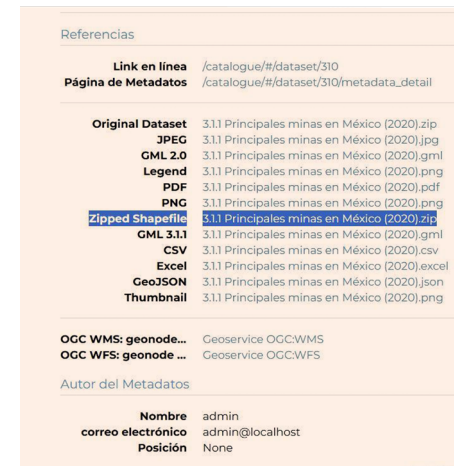 Referencias
Link en línea /catalogue/#/dataset/310
Página de Metadatos /catalogue/#/dataset/310/metadata_detail
Original Dataset 3.1.1 Principales minas en México (2020).zip
JPEG 3.1.1 Principales minas en México (2020).jpg
GML 2.0 3.1.1 Principales minas en México (2020).gml
Legend 3.1.1 Principales minas en México (2020).png
PDF 3.1.1 Principales minas en México (2020).pdf
PNG 3.1.1 Principales minas en México (2020).png
Zipped Shapefile 3.1.1 Principales minas en México (2020).zip
GML 3.1.1 3.1.1 Principales minas en México (2020).gml
CSV 3.1.1 Principales minas en México (2020).csv
Excel 3.1.1 Principales minas en México (2020).excel
GeoJSON 3.1.1 Principales minas en México (2020).json
Thumbnail 3.1.1 Principales minas en México (2020).png
OGC WMS: geonode... Geoservice OGC:WMS
OGC WFS: geonode ... Geoservice OGC:WFS
Autor del Metadatos
Nombre admin
correo electrónico admin@localhost
Posición None